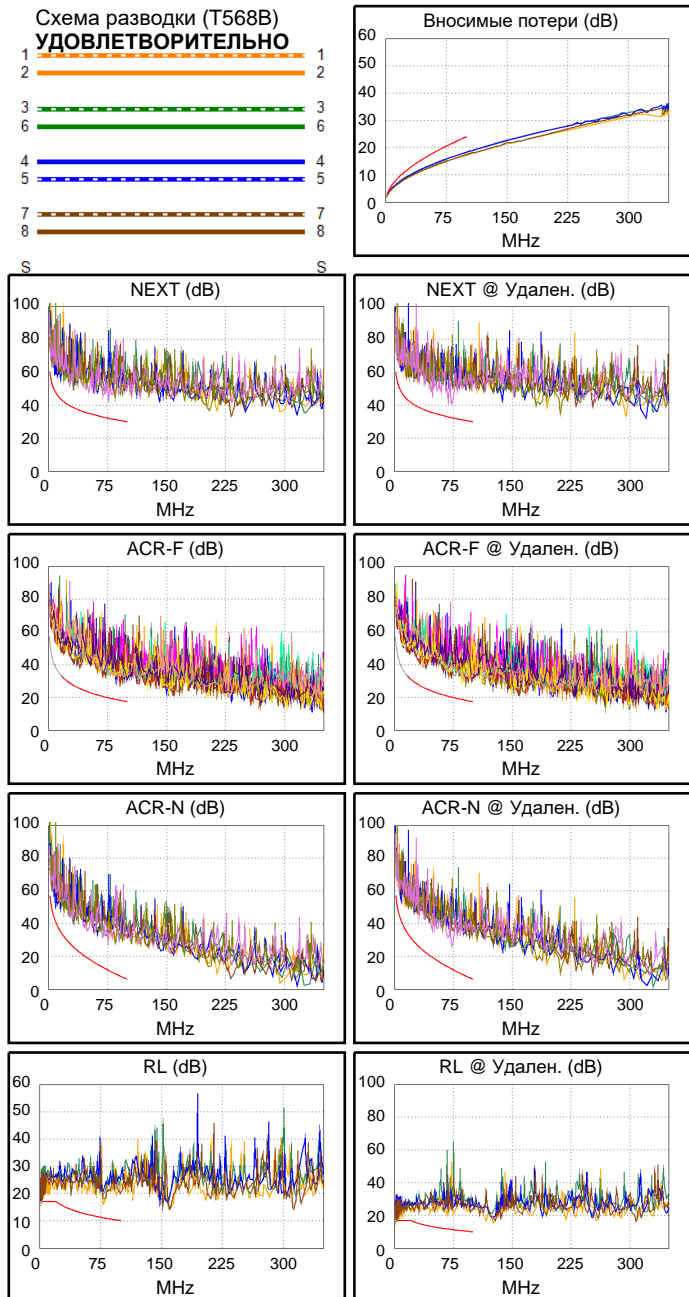 Схема разводки (T568B)
УДОВЛЕТВОРИТЕЛЬНО
1 1
2 2
3 3
6 6
4 4
5 5
7 7
8 8
S S
Вносимые потери (dB)
60
50
40
30
20
10
0
0 75 150 225 300
MHz
NEXT (dB)
100
80
60
40
20
0
0 75 150 225 300
MHz
NEXT @ Удален. (dB)
100
80
60
40
20
0
0 75 150 225 300
MHz
ACR-F (dB)
100
80
60
40
20
0
0 75 150 225 300
MHz
ACR-F @ Удален. (dB)
100
80
60
40
20
0
0 75 150 225 300
MHz
ACR-N (dB)
100
80
60
40
20
0
0 75 150 225 300
MHz
ACR-N @ Удален. (dB)
100
80
60
40
20
0
0 75 150 225 300
MHz
RL (dB)
60
50
40
30
20
10
0
0 75 150 225 300
MHz
RL @ Удален. (dB)
100
80
60
40
20
0
0 75 150 225 300
MHz